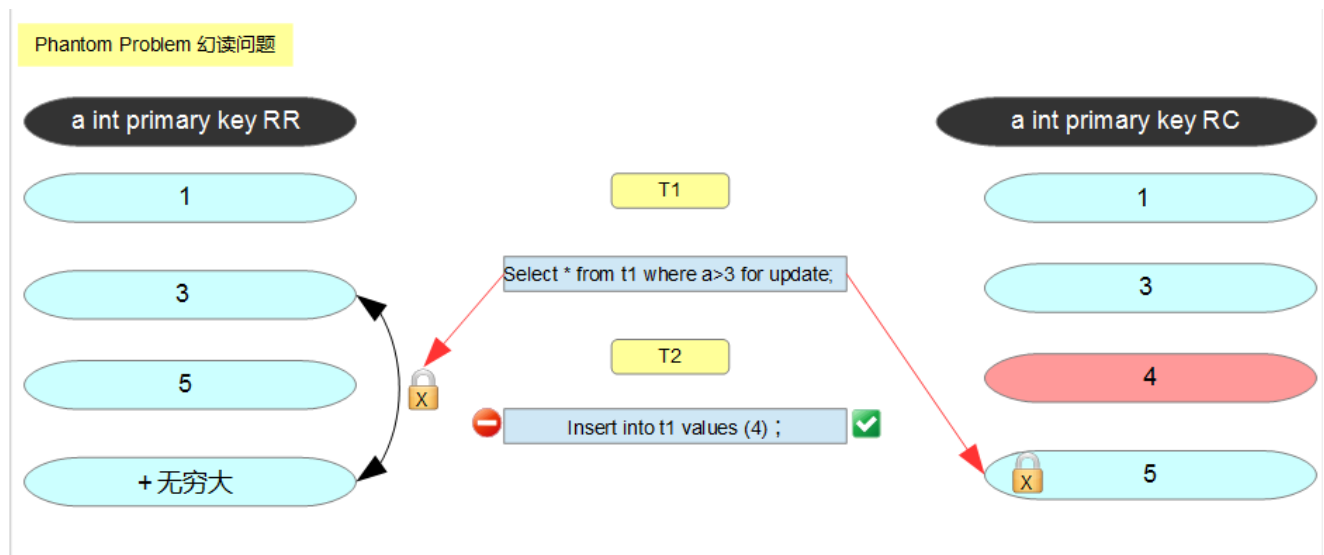 Phantom Problem 幻读问题
a int primary key RR
a int primary key RC
1
T1
1
Select * from t1 where a>3 for update;
3
3
T2
5
4
X
Insert into t1 values (4) ;
+无穷大
X
5